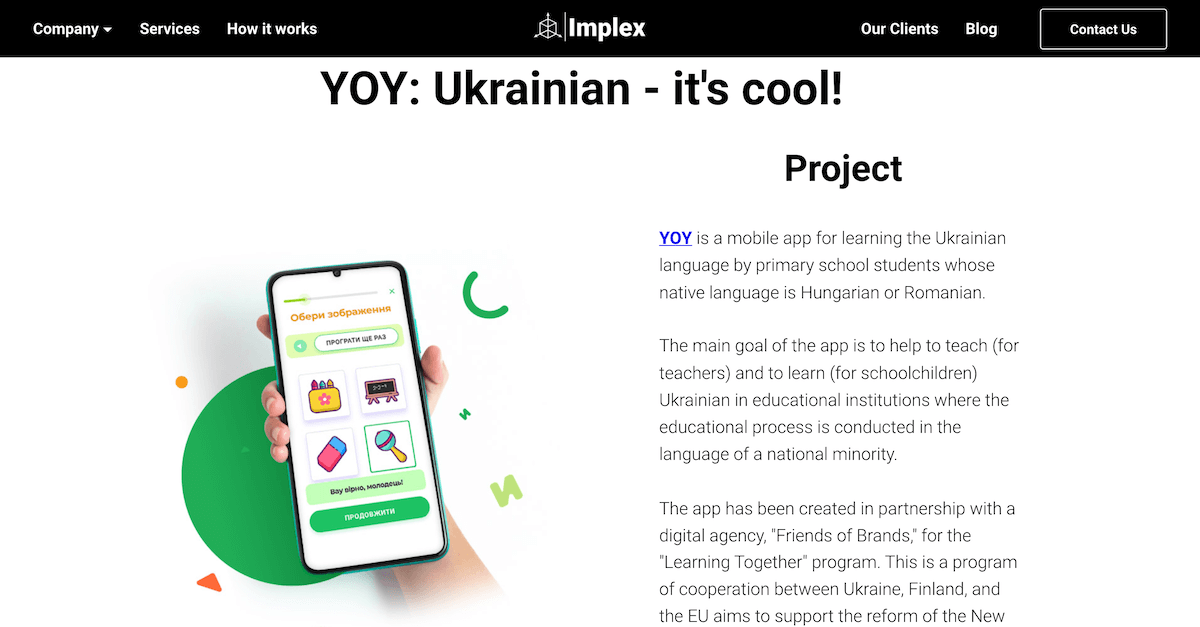 Company
Services
How it works
Implex
Our Clients
Blog
Contact Us
YOY: Ukrainian - it's cool!
Project
YOY is a mobile app for learning the Ukrainian
language by primary school students whose
native language is Hungarian or Romanian.
The main goal of the app is to help to teach (for
teachers) and to learn (for schoolchildren)
Ukrainian in educational institutions where the
educational process is conducted in the
language of a national minority.
The app has been created in partnership with a
digital agency, "Friends of Brands," for the
"Learning Together" program. This is a program
of cooperation between Ukraine, Finland, and
the EU aims to support the reform of the New
Обери зображення
ПРОГРАТИ ЩЕ РАЗ
3-2=1
Вау вірно, молодець!
ПРОДОВЖИТИ
и
и